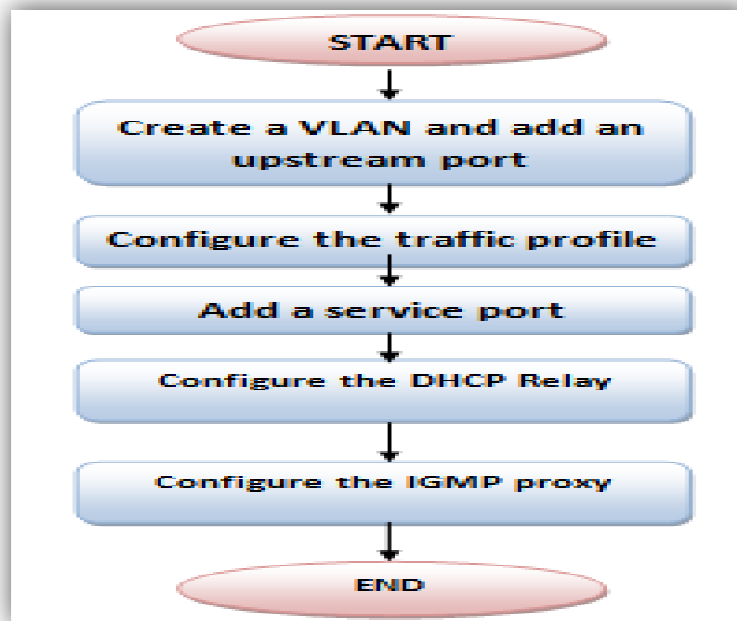 START
Create a VLAN and add an
upstream port
Configure the traffic profile
Add a service port
Configure the DHCP Relay
Configure the IGMP proxy
END